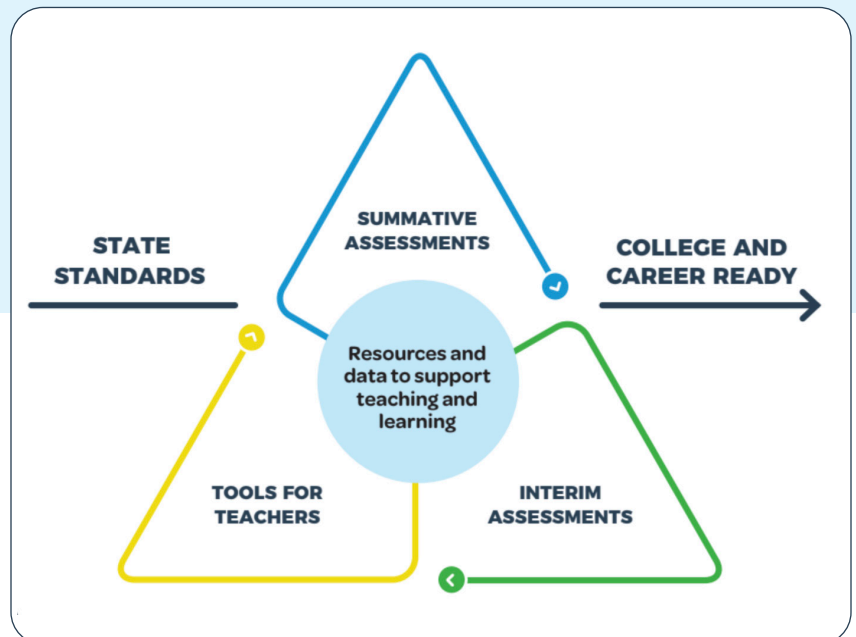 SUMMATIVE
ASSESSMENTS
STATE
STANDARDS
COLLEGE AND
CAREER READY
Resources and
data to support
teaching and
learning
TOOLS FOR
TEACHERS
INTERIM
ASSESSMENTS